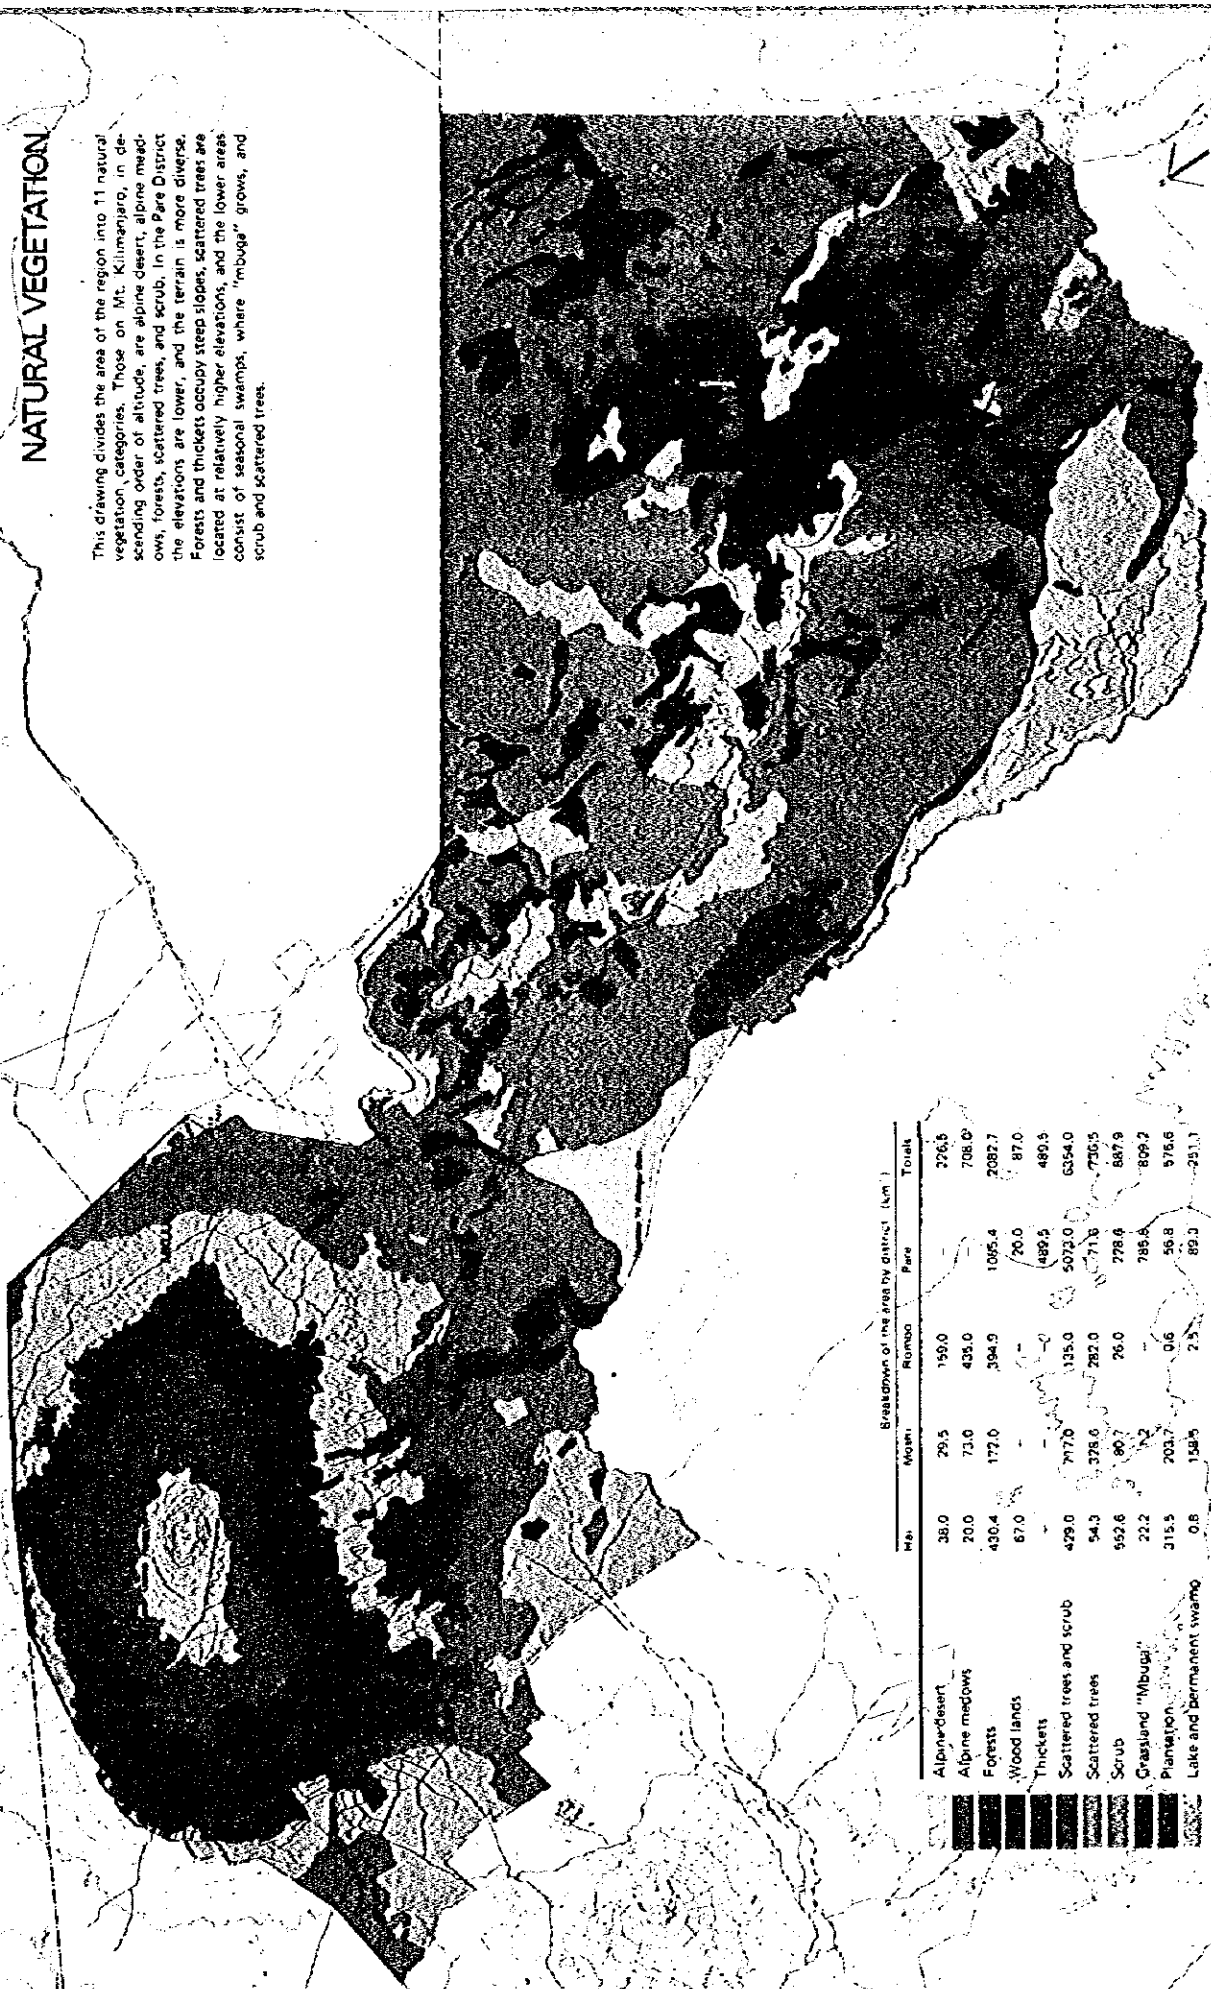 NATURAL VEGETATION
This drawing divides the area of the region into 11 natural
vegetation categories. Those on Mt. Kilimanjaro, in de-
scending order of altitude, are alpine desert, alpine mead-
ows, forests, scattered trees, and scrub. In the Pare District
the elevations are lower, and the terrain is more diverse.
Forests and thickets occupy steep slopes, scattered trees are
located at relatively higher elevations, and the lower areas
consist of seasonal swamps, where "mbuga" grows, and
scrub and scattered trees.
Breakdown of the area by district (km )
Hai Moshi Rombo Pare Totals
Alpine desert 38.0 29.5 159.0 - 226.5
Alpine medows 20.0 73.0 435.0 - 708.0
Forests 430.4 172.0 394.9 1085.4 2082.7
Wood lands 67.0 - - 20.0 87.0
Thickets - - - 489.5 489.5
Scattered trees and scrub 429.0 717.0 135.0 5073.0 6354.0
Scattered trees 54.3 328.6 282.0 71.6 736.5
Scrub 552.6 80.7 26.0 228.6 887.9
Grassland "Mbuga" 22.2 - 809.2
Plansation 315.5 203.7 0.6 56.8 576.6
Lake and permanent swamp 0.8 158.5 2.5 89.3 251.1